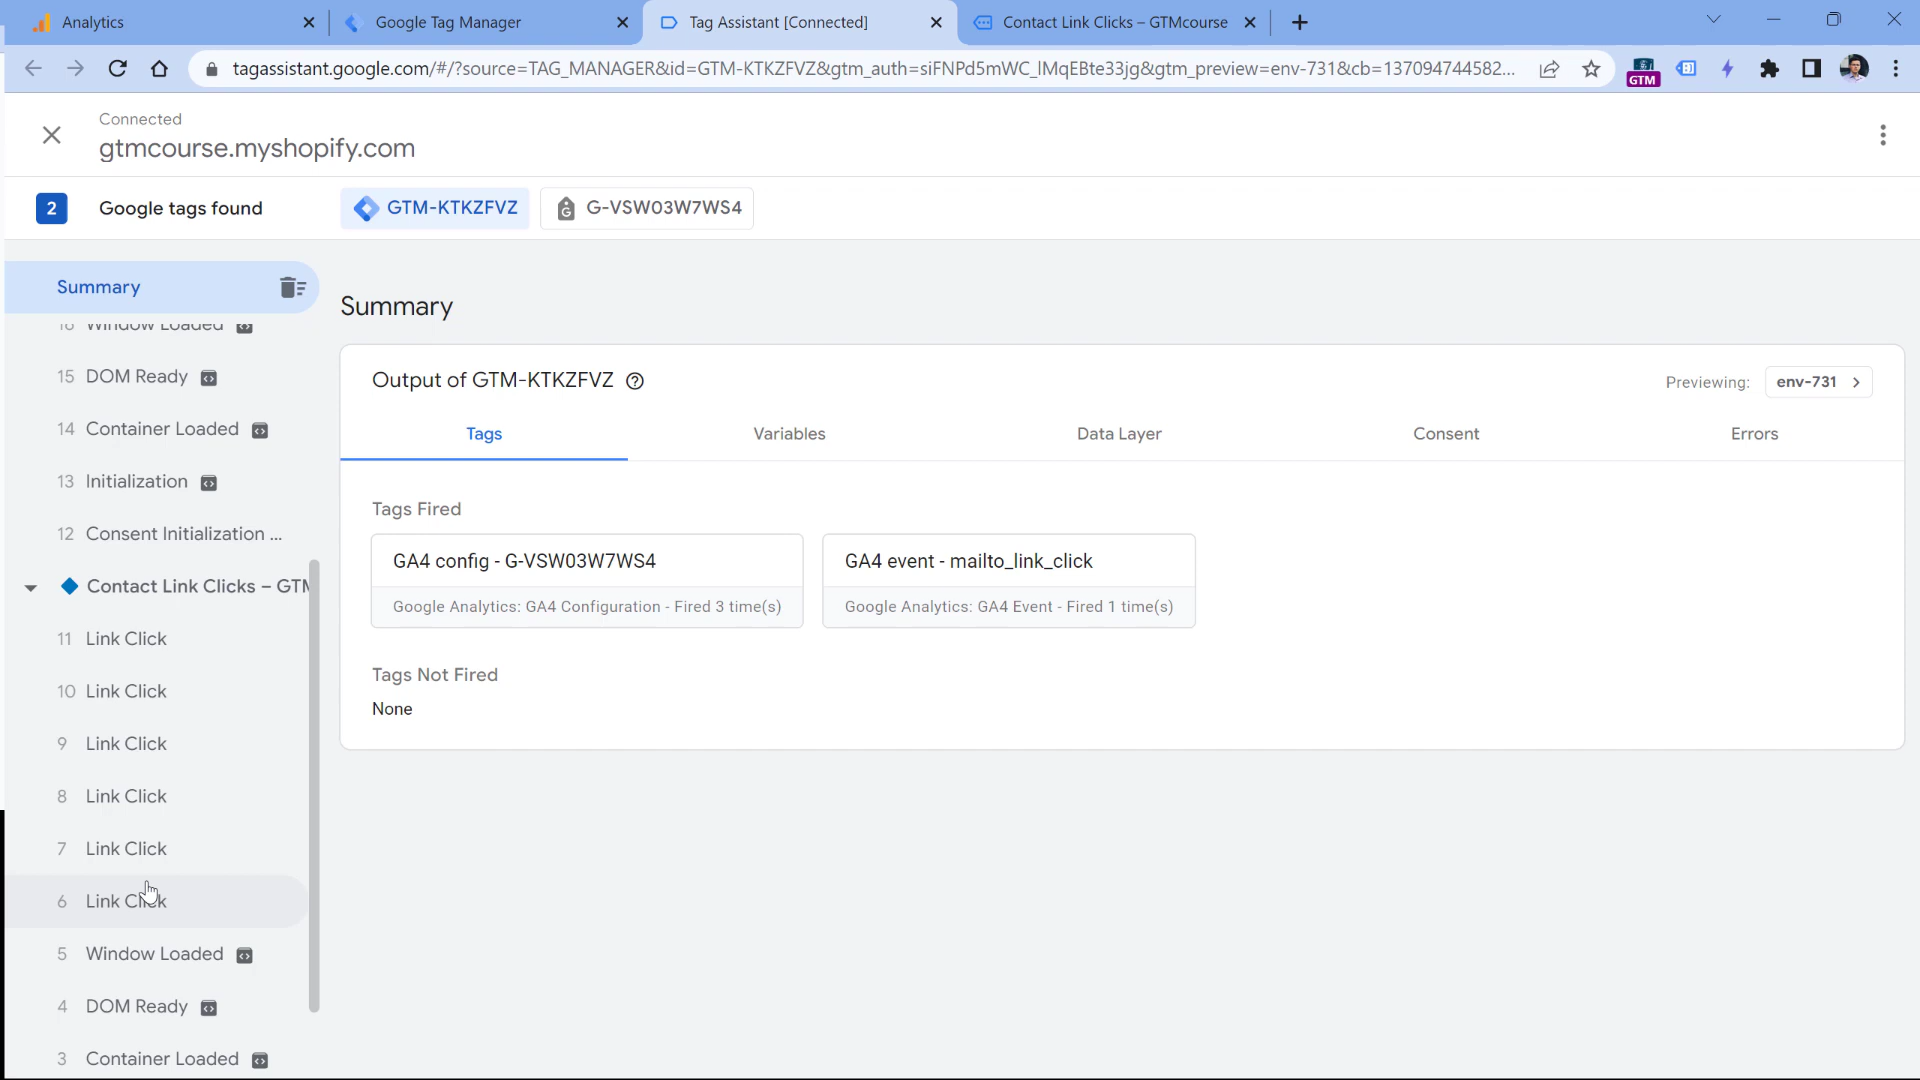 Analytics
Google Tag Manager
Tag Assistant [Connected]
Contact Link Clicks – GTMcourse
tagassistant.google.com/#/?source=TAG_MANAGER&id=GTM-KTKZFVZ&gtm_auth=siFNPd5mWC_lMqEBte33jg&gtm_preview=env-731&cb=137094744582...
GTM
Connected
gtmcourse.myshopify.com
2
Google tags found
GTM-KTKZFVZ
G-VSW03W7WS4
Summary
16 Window Loaded
15 DOM Ready
14 Container Loaded
13 Initialization
12 Consent Initialization ...
Contact Link Clicks – GTM
11 Link Click
10 Link Click
9 Link Click
8 Link Click
7 Link Click
6 Link Click
5 Window Loaded
4 DOM Ready
3 Container Loaded
Summary
Output of GTM-KTKZFVZ
Previewing: env-731
Tags
Variables
Data Layer
Consent
Errors
Tags Fired
GA4 config - G-VSW03W7WS4
Google Analytics: GA4 Configuration - Fired 3 time(s)
GA4 event - mailto_link_click
Google Analytics: GA4 Event - Fired 1 time(s)
Tags Not Fired
None